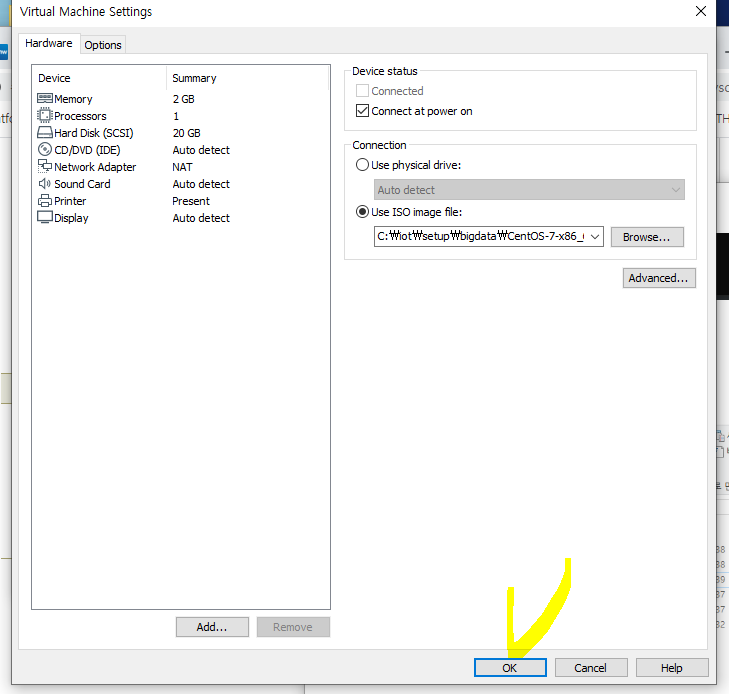 Virtual Machine Settings
Hardware Options
Device Summary
Memory 2 GB
Processors 1
Hard Disk (SCSI) 20 GB
CD/DVD (IDE) Auto detect
Network Adapter NAT
Sound Card Auto detect
Printer Present
Display Auto detect
Add... Remove
Device status
Connected
Connect at power on
Connection
Use physical drive:
Auto detect
Use ISO image file:
C:₩iot₩setup₩bigdata₩CentOS-7-x86_ Browse...
Advanced...
OK Cancel Help